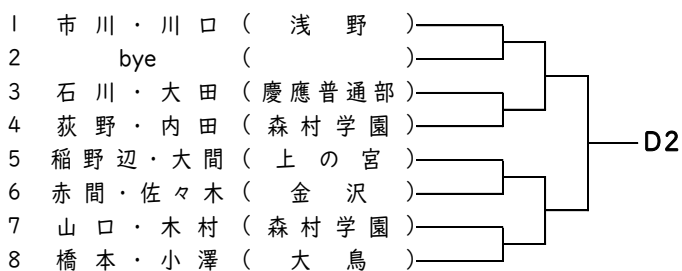 1 市川・川口(浅野)
2 bye ( )
3 石川・大田(慶應普通部)
4 荻野・内田(森村学園)
D2
5 稲野辺・大間(上の宮)
6 赤間・佐々木(金沢)
7 山口・木村(森村学園)
8 橋本・小澤(大鳥)